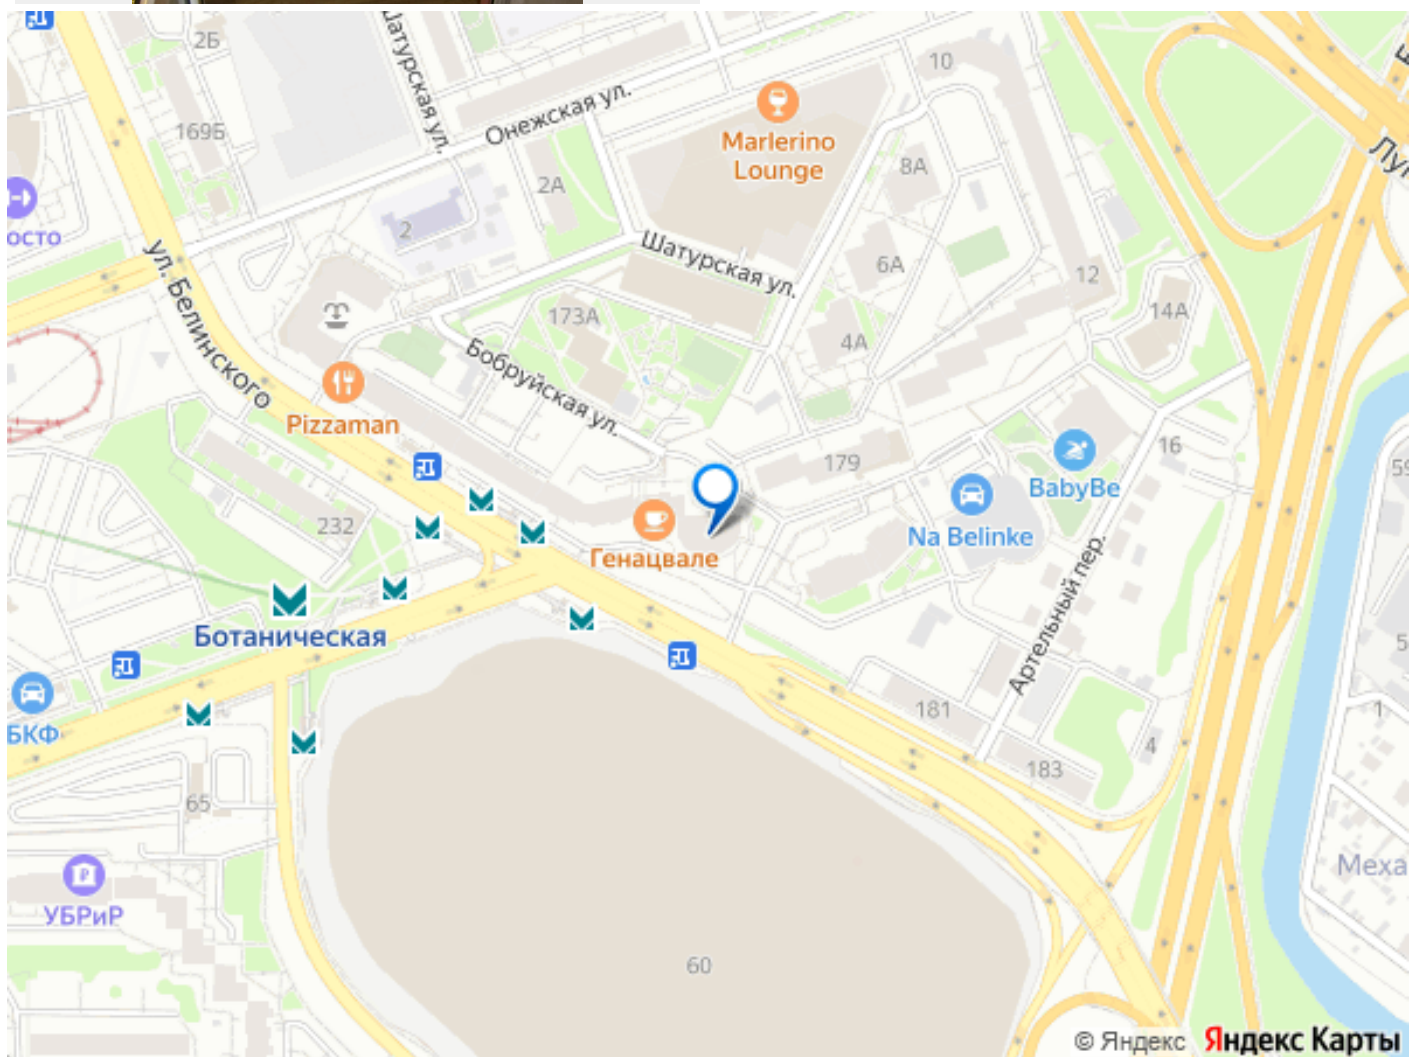 2Б
Шатурская ул.
10
169Б
Онежская ул.
Marlerino
Lounge
8А
2А
осто
2
Шатурская ул.
6А
12
ул. Белинского
173А
14А
4А
Бобруйская ул.
Pizzaman
179
16
BabyBe
232
Na Belinke
Генацвале
Артельный пер.
Ботаническая
БКФ
181
1
4
183
65
Меха
УБРиР
60
© Яндекс Яндекс Карты